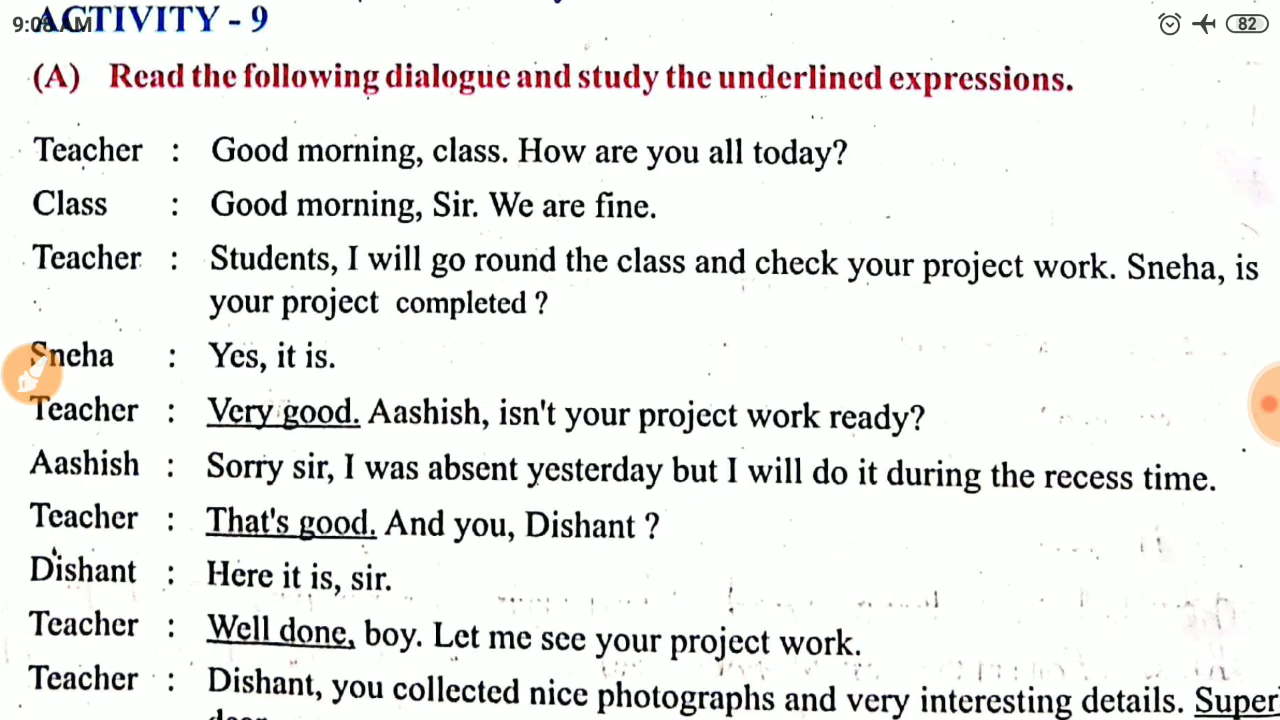 9:08 AM
82
ACTIVITY - 9
(A) Read the following dialogue and study the underlined expressions.
Teacher : Good morning, class. How are you all today?
Class : Good morning, Sir. We are fine.
Teacher : Students, I will go round the class and check your project work. Sneha, is
your project completed ?
Sneha : Yes, it is.
Teacher : Very good. Aashish, isn't your project work ready?
Aashish : Sorry sir, I was absent yesterday but I will do it during the recess time.
Teacher : That's good. And you, Dishant ?
Dishant : Here it is, sir.
Teacher : Well done, boy. Let me see your project work.
Teacher : Dishant, you collected nice photographs and very interesting details.